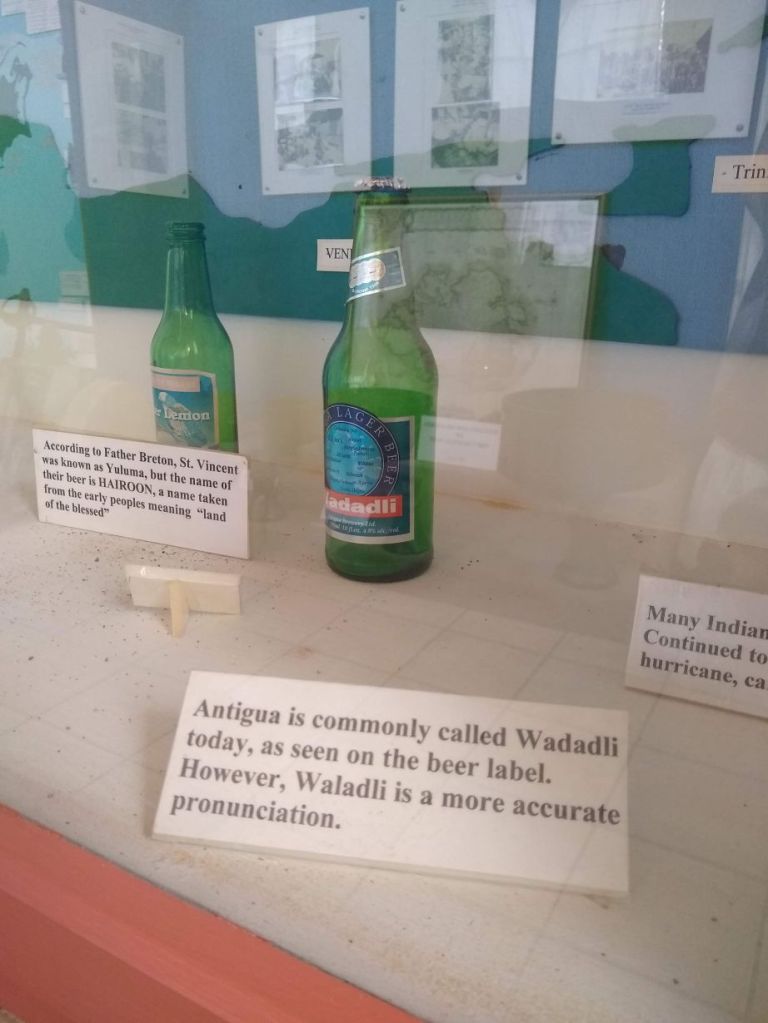 - Trin
VEN
er Lemon
LAGER BEER
Wadadli
According to Father Breton, St. Vincent
was known as Yuluma, but the name of
their beer is HAIROON, a name taken
from the early peoples meaning "land
of the blessed"
Many Indian
Continued to
hurricane, ca
Antigua is commonly called Wadadli
today, as seen on the beer label.
However, Waladli is a more accurate
pronunciation.